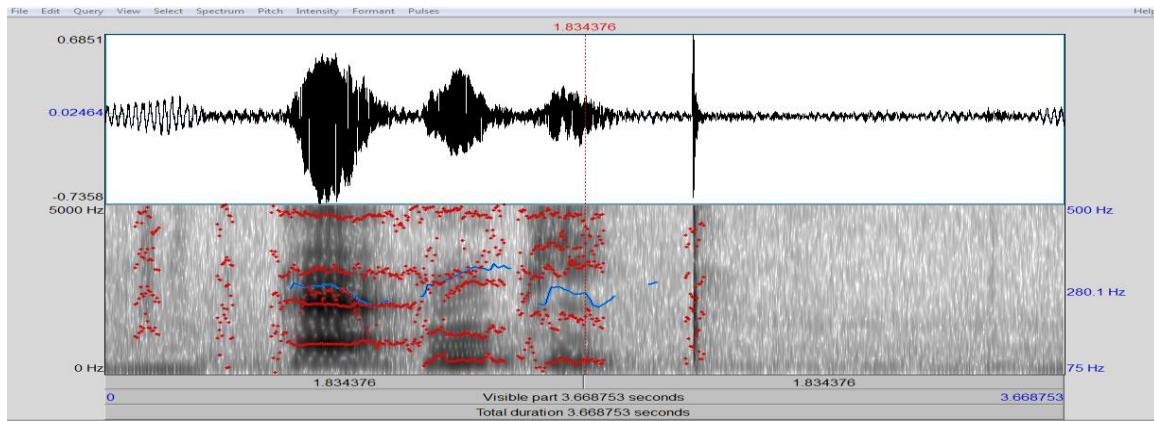 File Edit Query View Select Spectrum Pitch Intensity Formant Pulses Help
1.834376
0.6851
0.02464
-0.7358
5000 Hz 500 Hz
280.1 Hz
0 Hz 75 Hz
1.834376 1.834376
0 Visible part 3.668753 seconds 3.668753
Total duration 3.668753 seconds